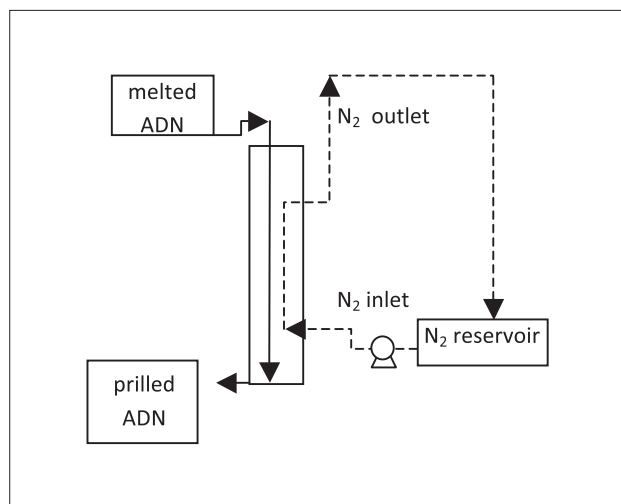 melted
ADN
N₂ outlet
N₂ inlet
N₂ reservoir
prilled
ADN